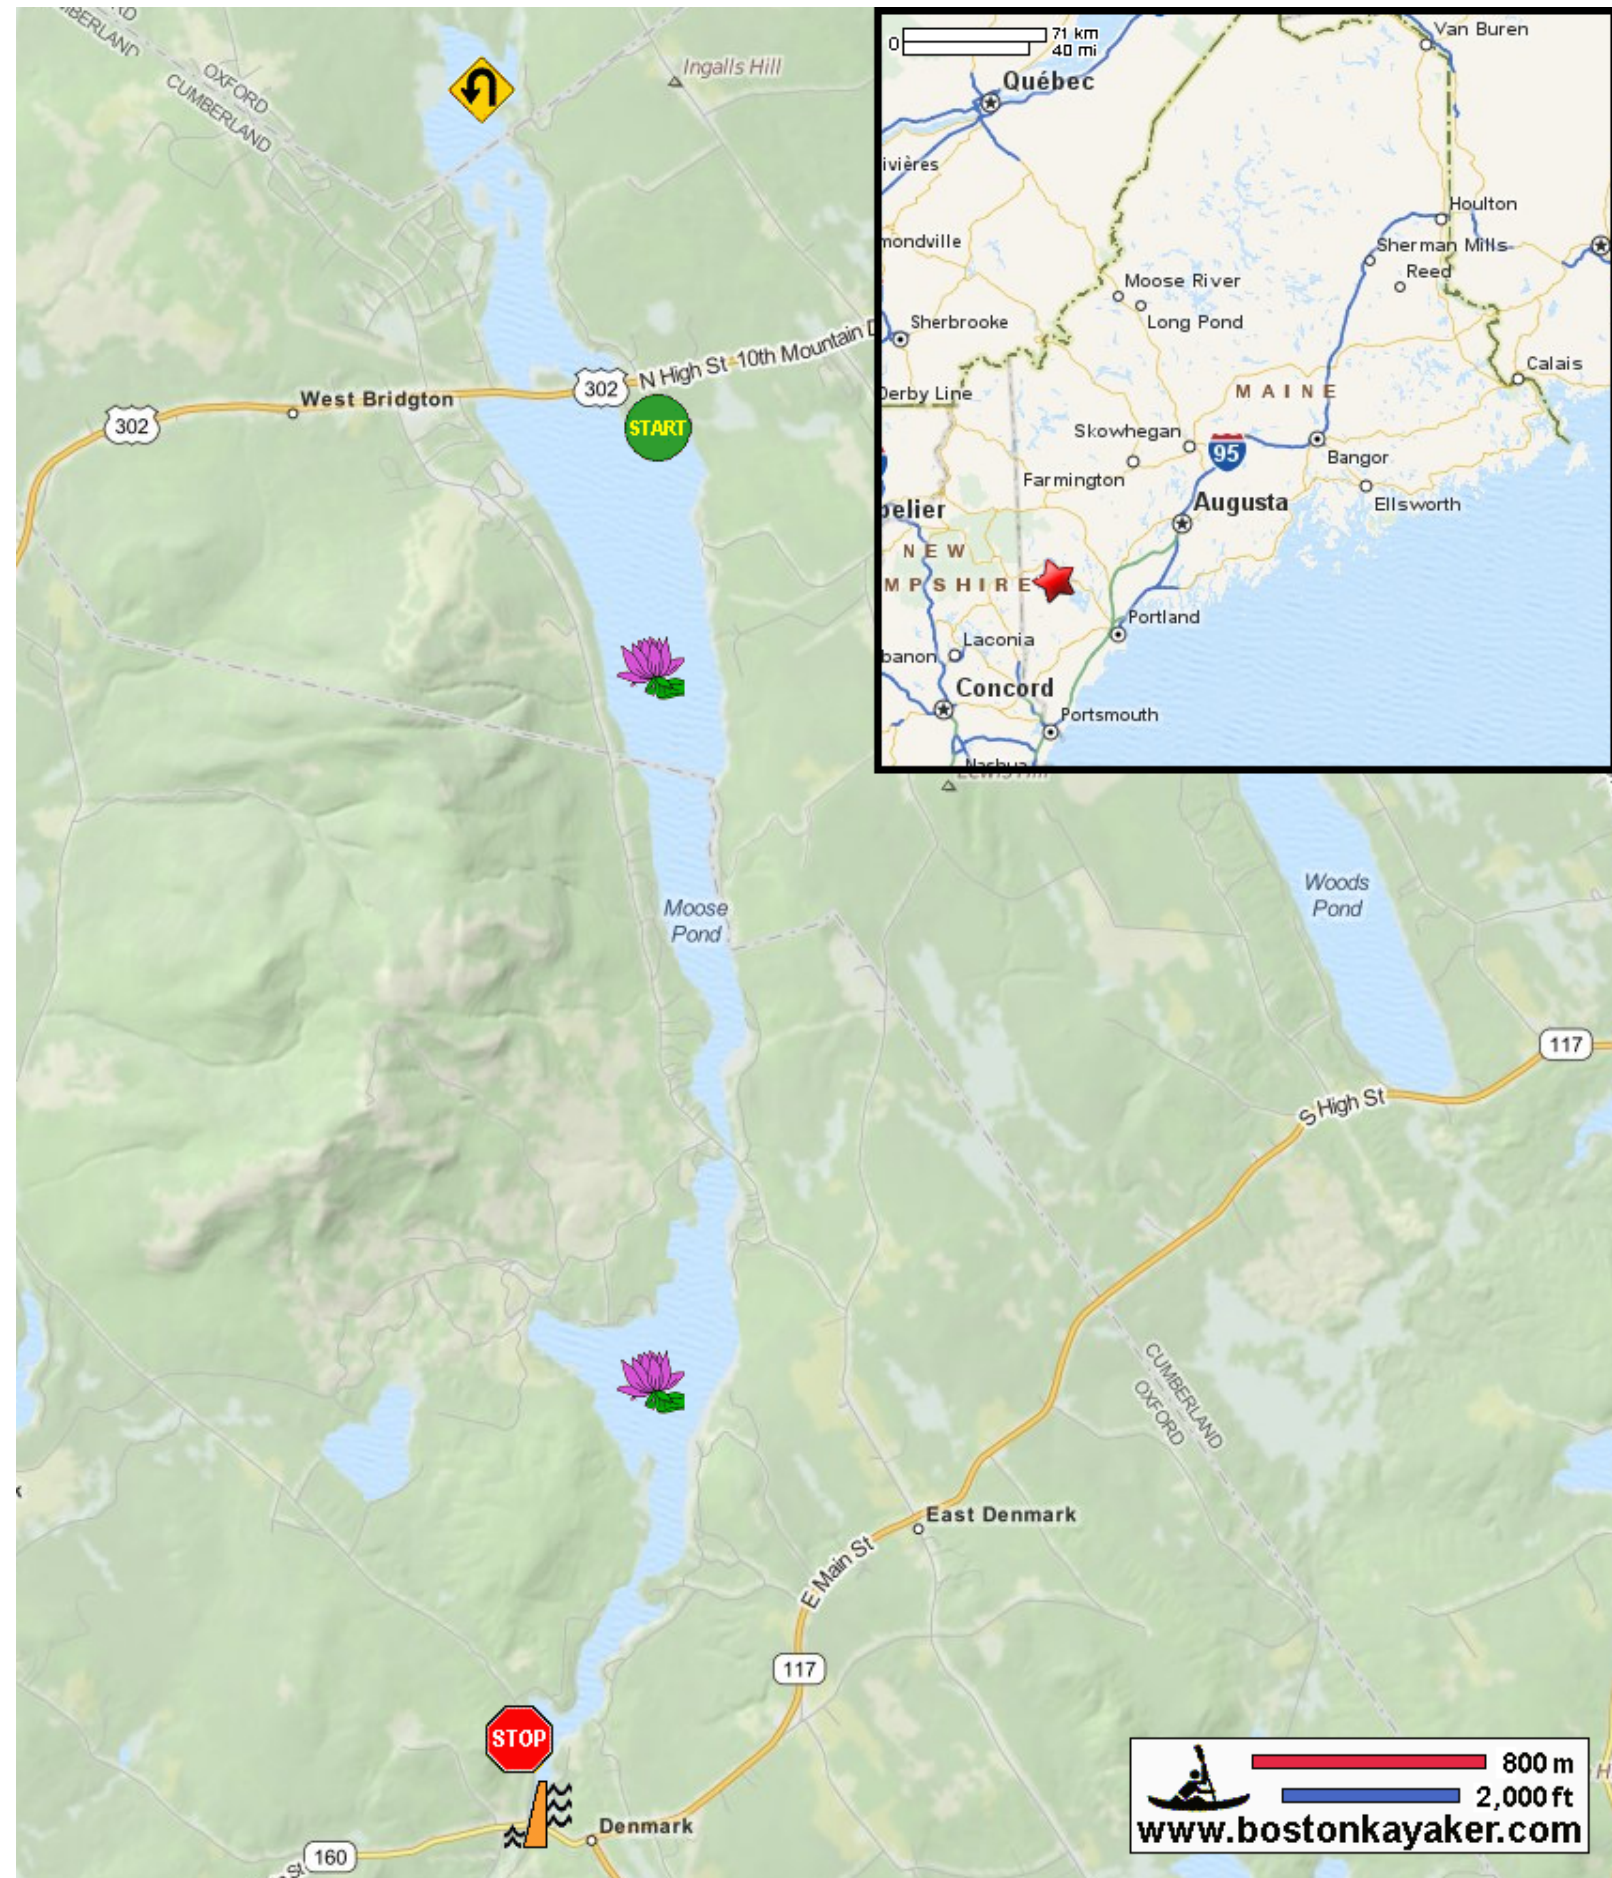 OXFORD
CUMBERLAND
Ingalls Hill
302
N High St
10th Mountain D
START
West Bridgton
302
Moose
Pond
Woods
Pond
117
S High St
CUMBERLAND
OXFORD
East Denmark
E Main St
117
STOP
Denmark
160
St
0
71 km
40 mi
Van Buren
Québec
ivières
Houlton
mondville
Sherman Mills
Reed
Moose River
Long Pond
Sherbrooke
Calais
Derby Line
MAINE
Skowhegan
95
Bangor
Farmington
Ellsworth
Augusta
pelier
NEW
MPSHIRE
Portland
Laconia
banon
Concord
Portsmouth
Nashua
Lewis Hill
800 m
2,000 ft
www.bostonkayaker.com